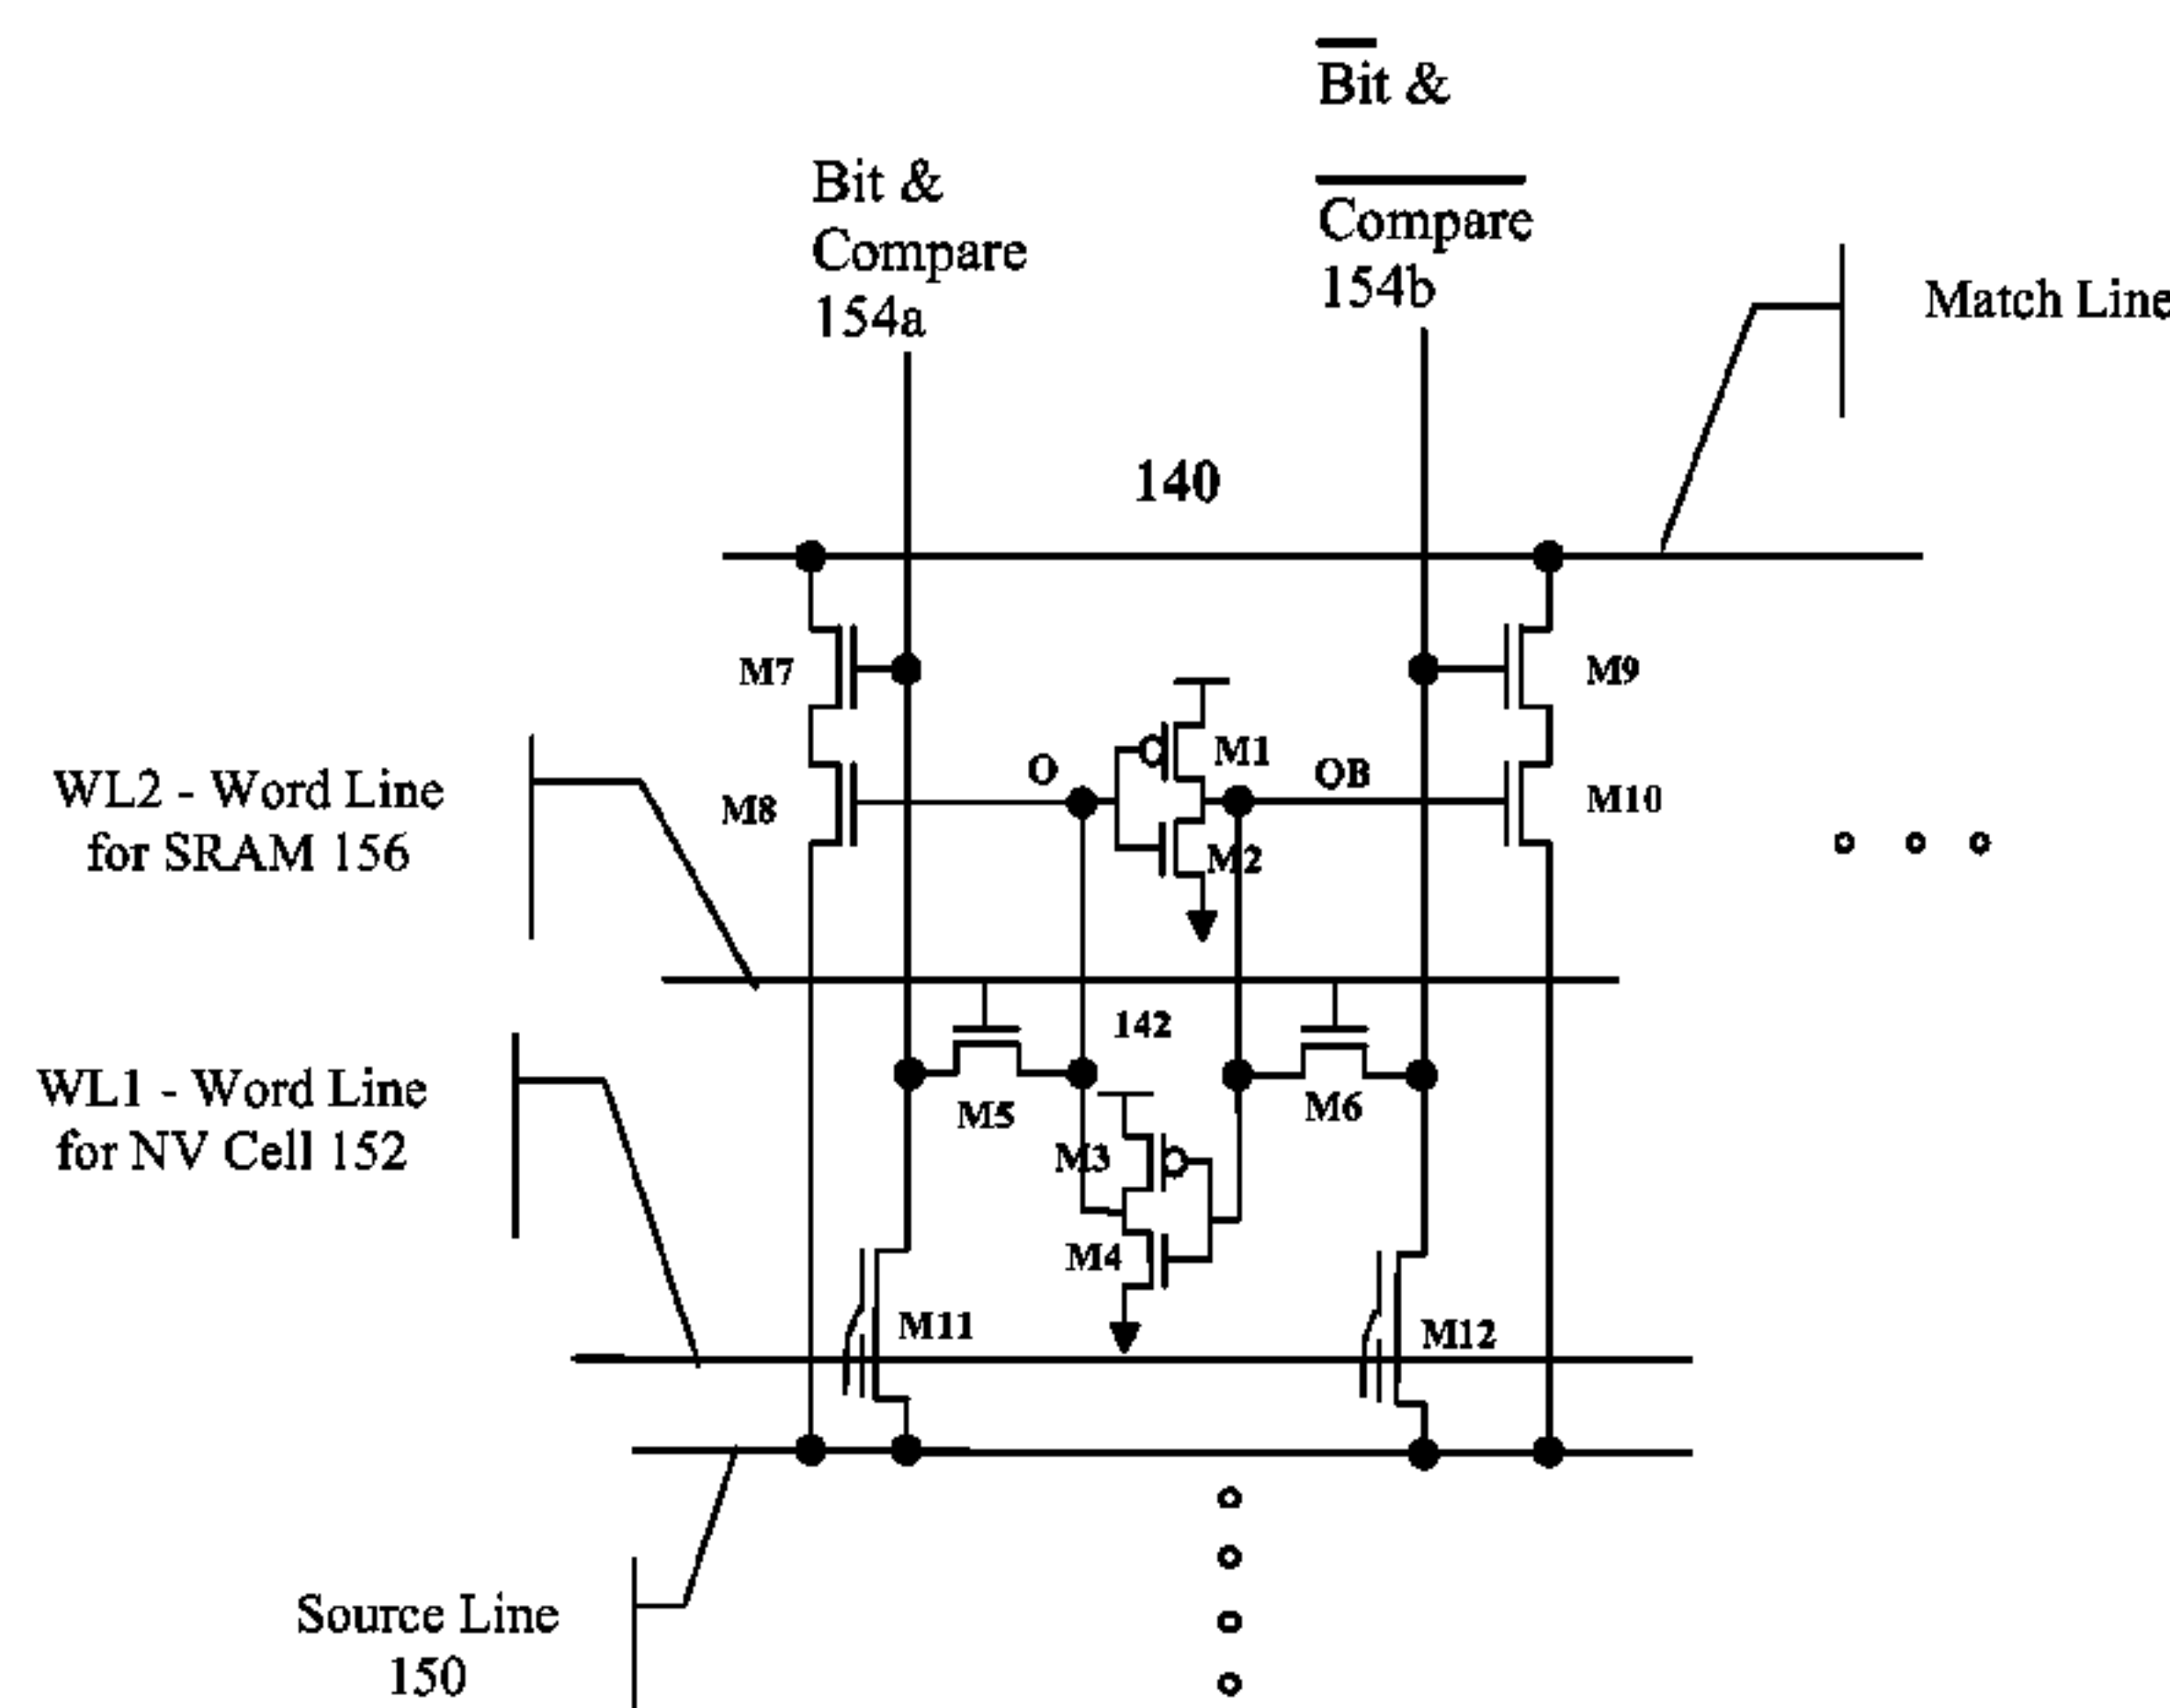 Bit &
Compare
154b
Bit &
Compare
154a
Match Line
140
M7
M9
M1
O
QB
M8
M10
M2
WL2 - Word Line
for SRAM 156
142
M5
M6
WL1 - Word Line
for NV Cell 152
M3
M4
M11
M12
Source Line
150